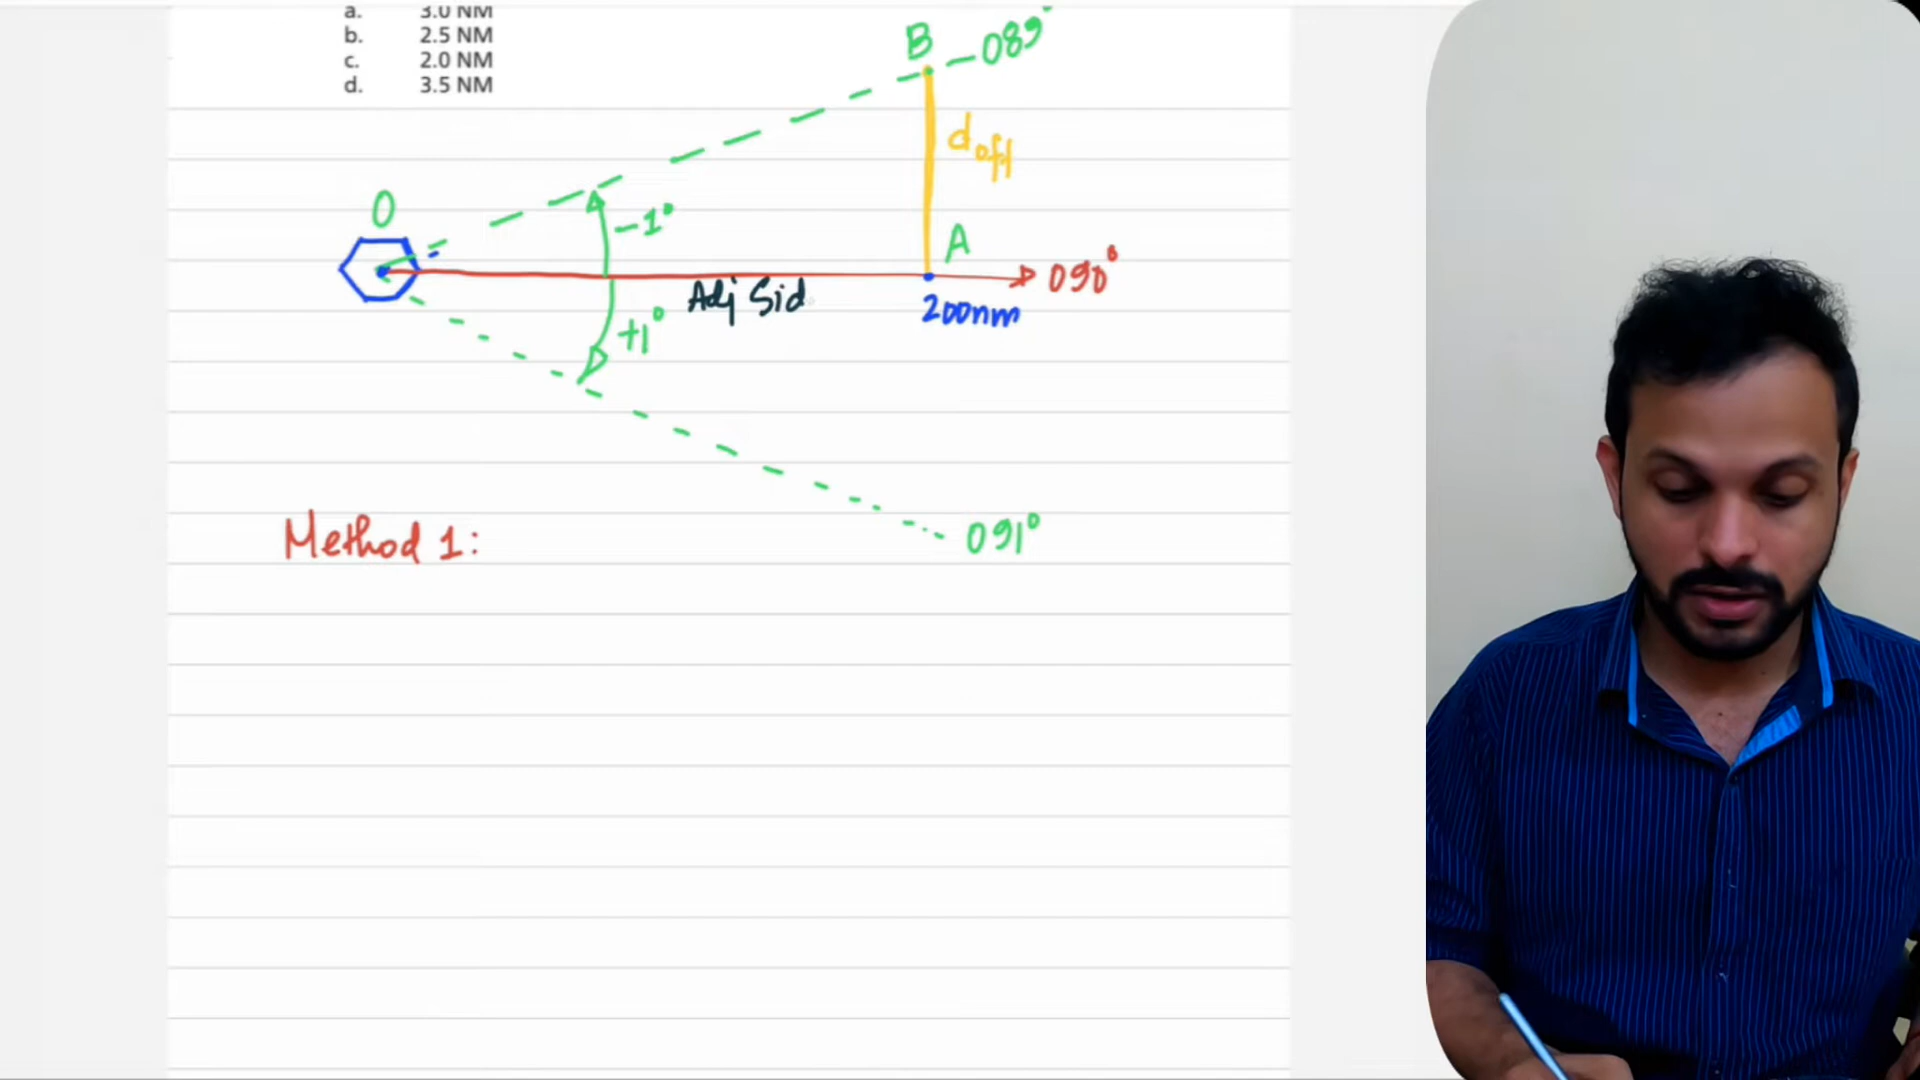 a. 3.0 NM
b. 2.5 NM
c. 2.0 NM
d. 3.5 NM
B 089°
d off
O
-1°
A
090°
Adj Sid
200nm
+1°
091°
Method 1: